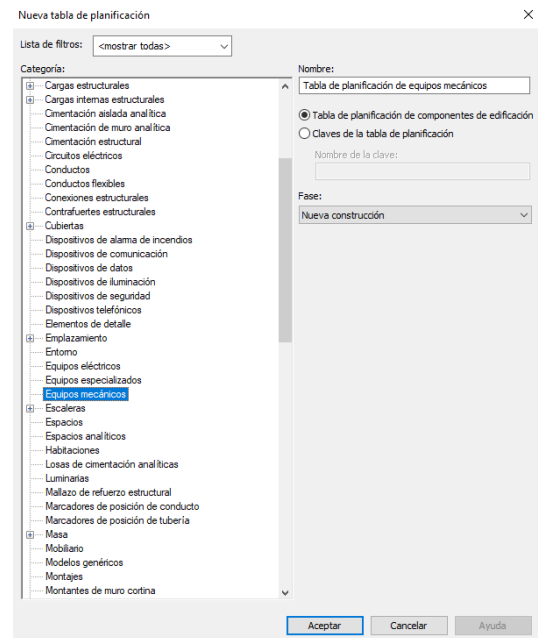 Nueva tabla de planificación
Lista de filtros: <mostrar todas>
Categoría:
Cargas estructurales
Cargas internas estructurales
Cimentación aislada analítica
Cimentación de muro analítica
Cimentación estructural
Circuitos eléctricos
Conductos
Conductos flexibles
Conexiones estructurales
Contrafuertes estructurales
Cubiertas
Dispositivos de alarma de incendios
Dispositivos de comunicación
Dispositivos de datos
Dispositivos de iluminación
Dispositivos de seguridad
Dispositivos telefónicos
Elementos de detalle
Emplazamiento
Entorno
Equipos eléctricos
Equipos especializados
Equipos mecánicos
Escaleras
Espacios
Espacios analíticos
Habitaciones
Losas de cimentación analíticas
Luminarias
Mallazo de refuerzo estructural
Marcadores de posición de conducto
Marcadores de posición de tubería
Masa
Mobiliario
Modelos genéricos
Montajes
Montantes de muro cortina
Nombre:
Tabla de planificación de equipos mecánicos
Tabla de planificación de componentes de edificación
Claves de la tabla de planificación
Nombre de la clave:
Fase:
Nueva construcción
Aceptar Cancelar Ayuda